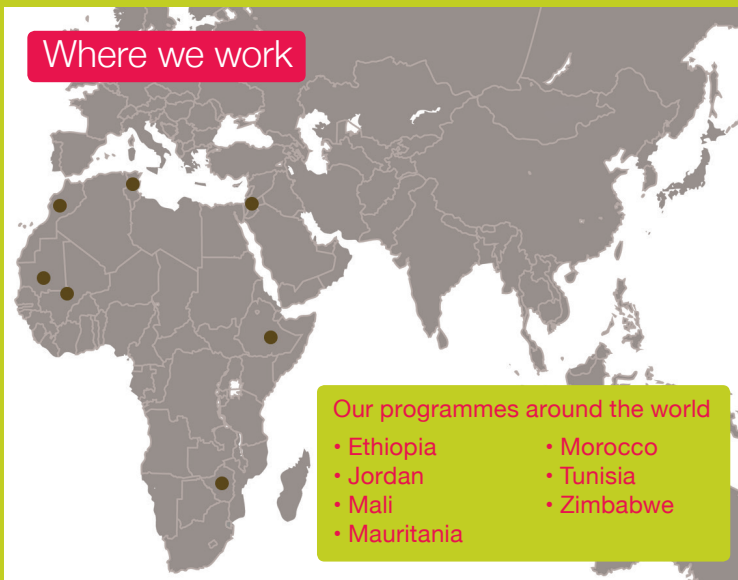 Where we work
Our programmes around the world
• Ethiopia
• Jordan
• Mali
• Mauritania
• Morocco
• Tunisia
• Zimbabwe